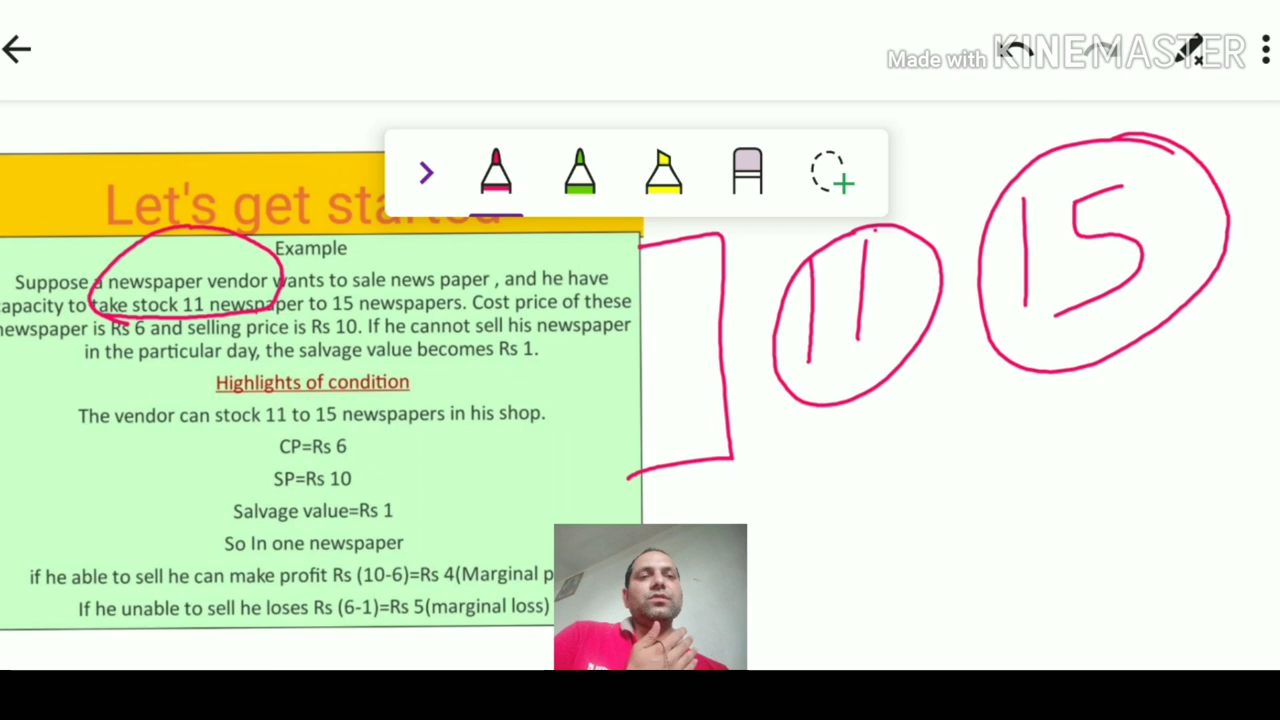 Made with KINEMASTER
Let's get started
Example
Suppose a newspaper vendor wants to sale news paper , and he have
capacity to take stock 11 newspaper to 15 newspapers. Cost price of these
newspaper is Rs 6 and selling price is Rs 10. If he cannot sell his newspaper
in the particular day, the salvage value becomes Rs 1.
Highlights of condition
The vendor can stock 11 to 15 newspapers in his shop.
CP=Rs 6
SP=Rs 10
Salvage value=Rs 1
So In one newspaper
if he able to sell he can make profit Rs (10-6)=Rs 4(Marginal p
If he unable to sell he loses Rs (6-1)=Rs 5(marginal loss)
11
15